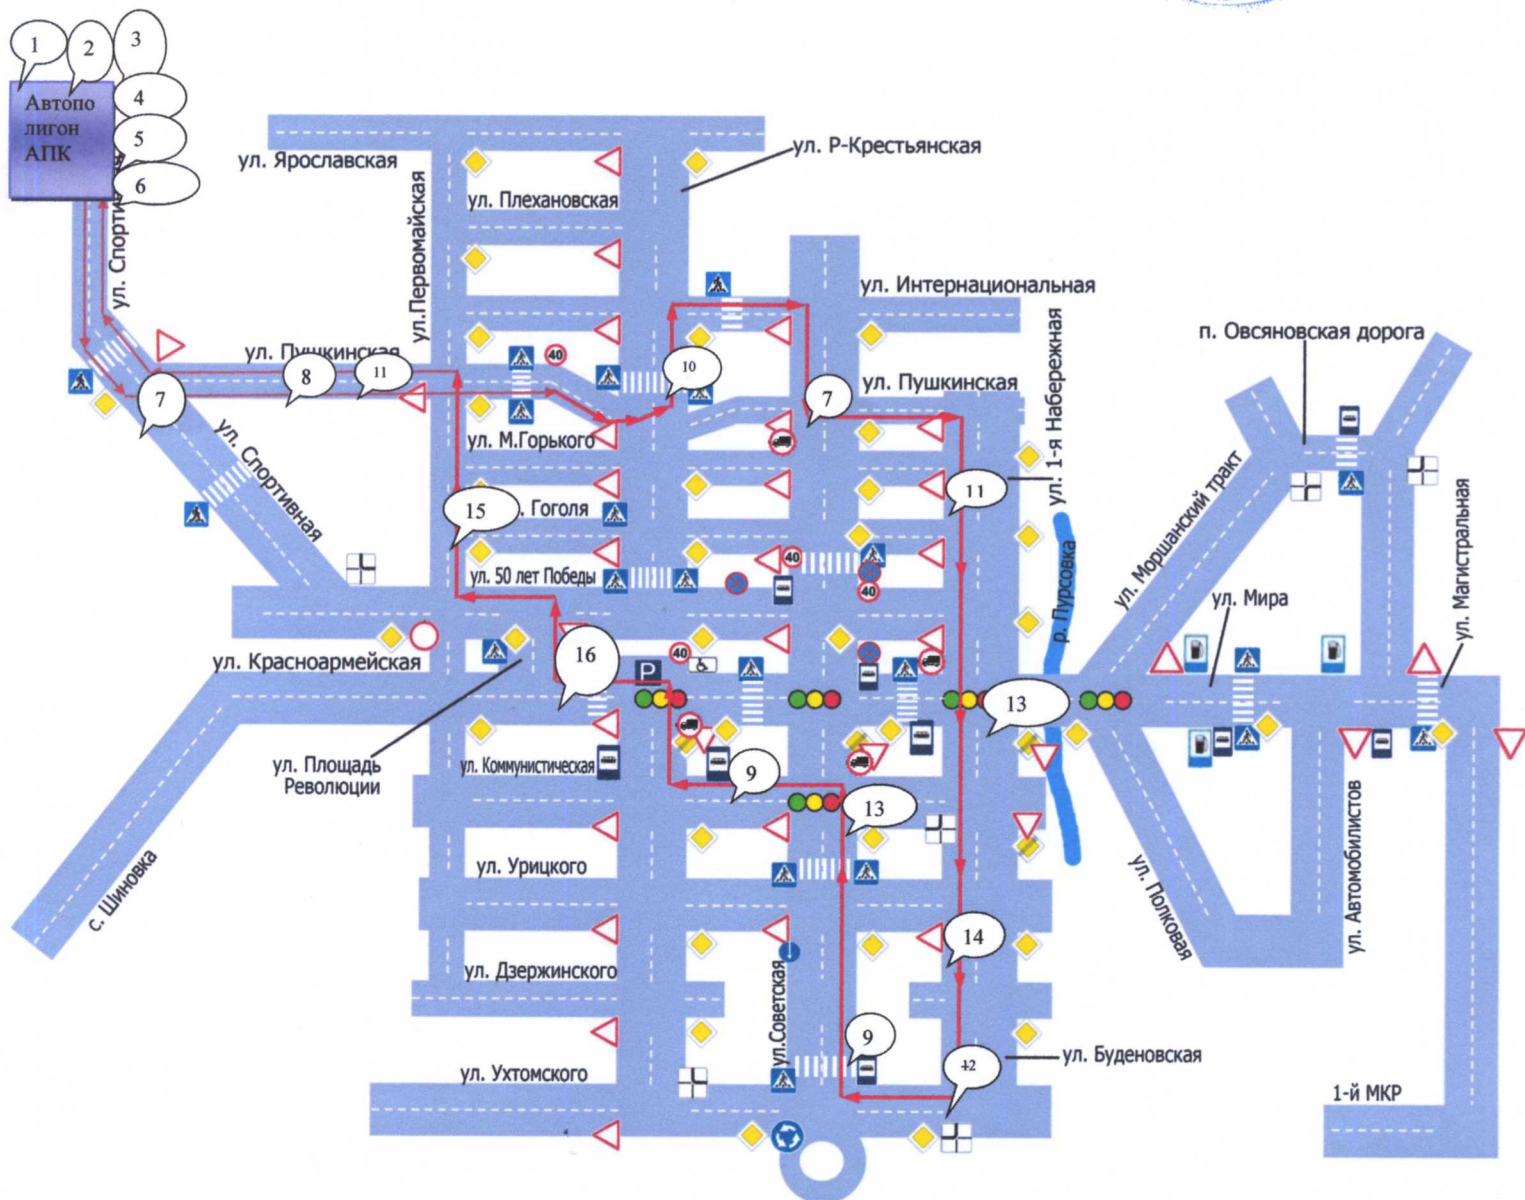 1
2
3
Автопо
лигон
АПК
4
5
6
ул. Ярославская
ул. Р-Крестьянская
ул. Плехановская
ул.Первомайская
ул. Интернациональная
ул. 1-я Набережная
п. Овсяновская дорога
ул. Пушкинская
40
8
11
10
7
7
ул. Пушкинская
ул. Спортивная
ул. М.Горького
11
15
Гоголя
ул. 50 лет Победы
40
40
р. Пурсовка
ул. Моршанский тракт
ул. Мира
ул. Магистральная
16
40
P
ул. Красноармейская
13
ул. Площадь
Революции
ул. Коммунистическая
9
13
с. Шиновка
ул. Урицкого
ул. Полковая
ул. Автомобилистов
14
ул. Дзержинского
ул.Советская
9
12
ул. Буденовская
ул. Ухтомского
1-й МКР